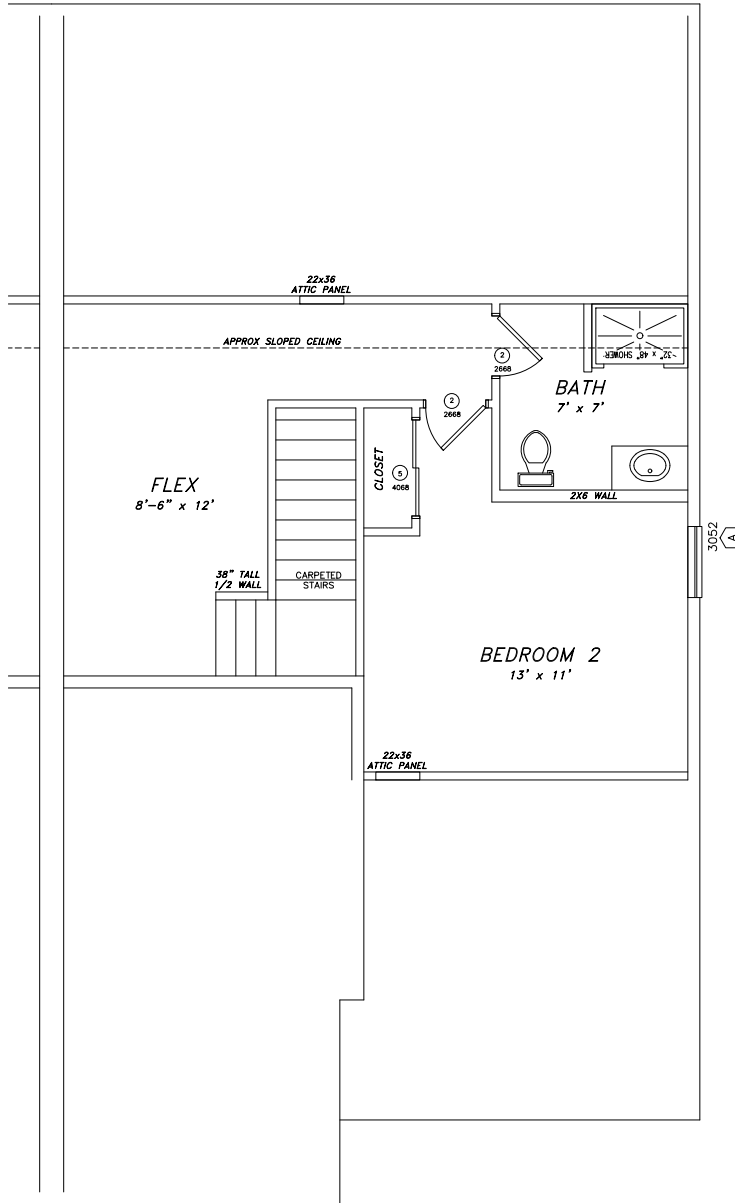 22x36
ATTIC PANEL
APPROX SLOPED CEILING
2
2668
32" x 48" SHOWER
BATH
7' x 7'
2
2668
CLOSET
5
4068
FLEX
8'-6" x 12'
2X6 WALL
3052
A
38" TALL
1/2 WALL
CARPETED
STAIRS
BEDROOM 2
13' x 11'
22x36
ATTIC PANEL